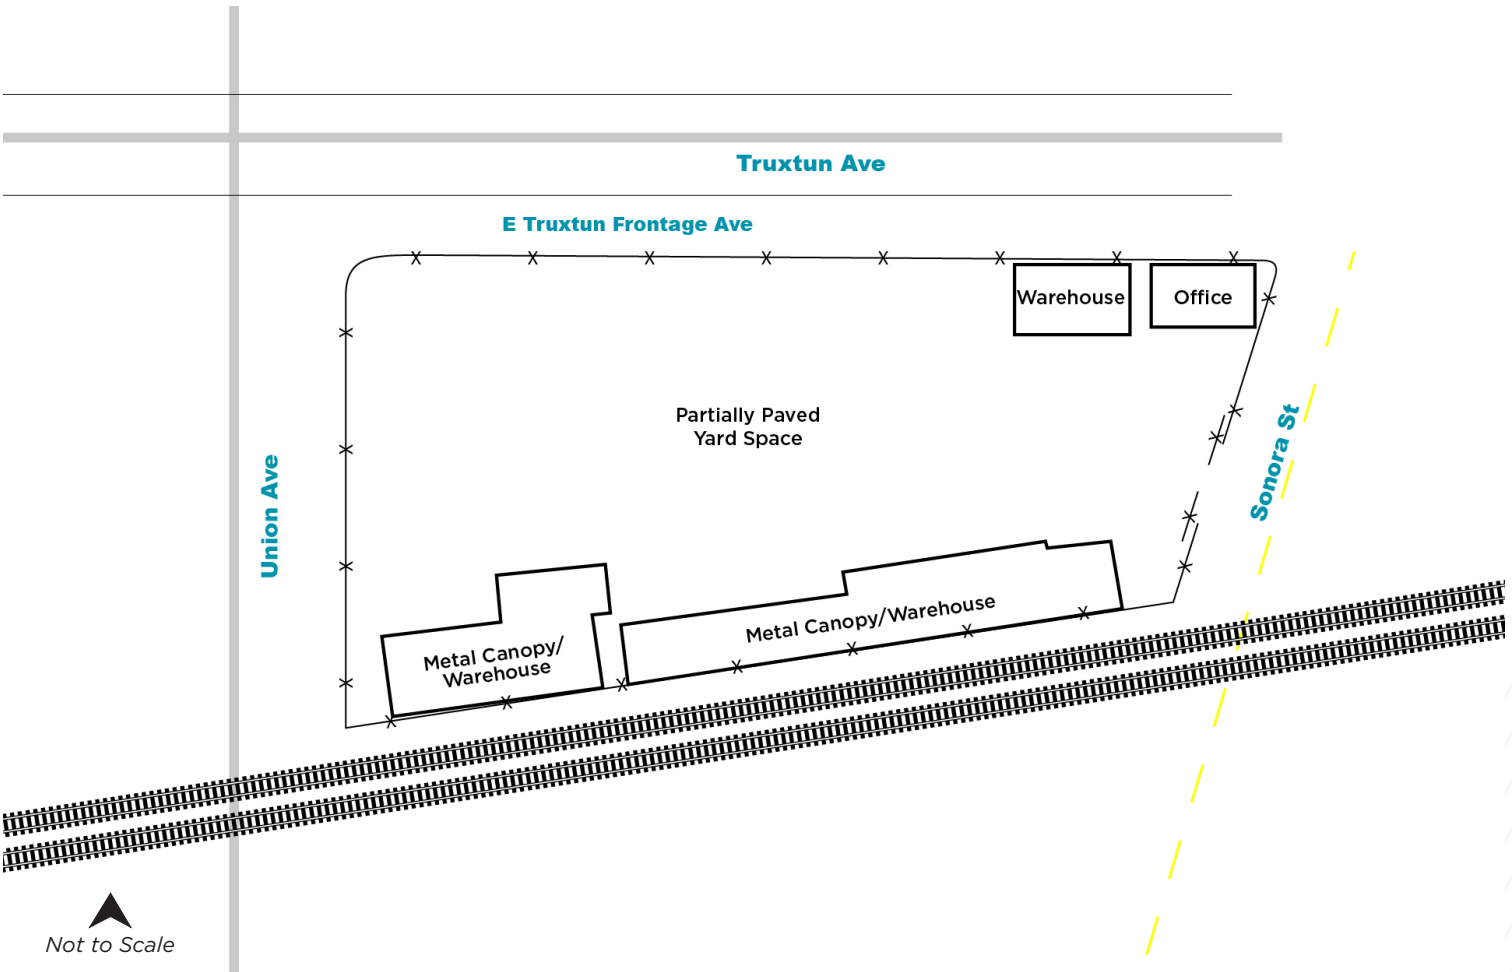 Truxtun Ave
E Truxtun Frontage Ave
Warehouse
Office
Partially Paved
Yard Space
Sonora St
Union Ave
Metal Canopy/Warehouse
Metal Canopy/
Warehouse
Not to Scale